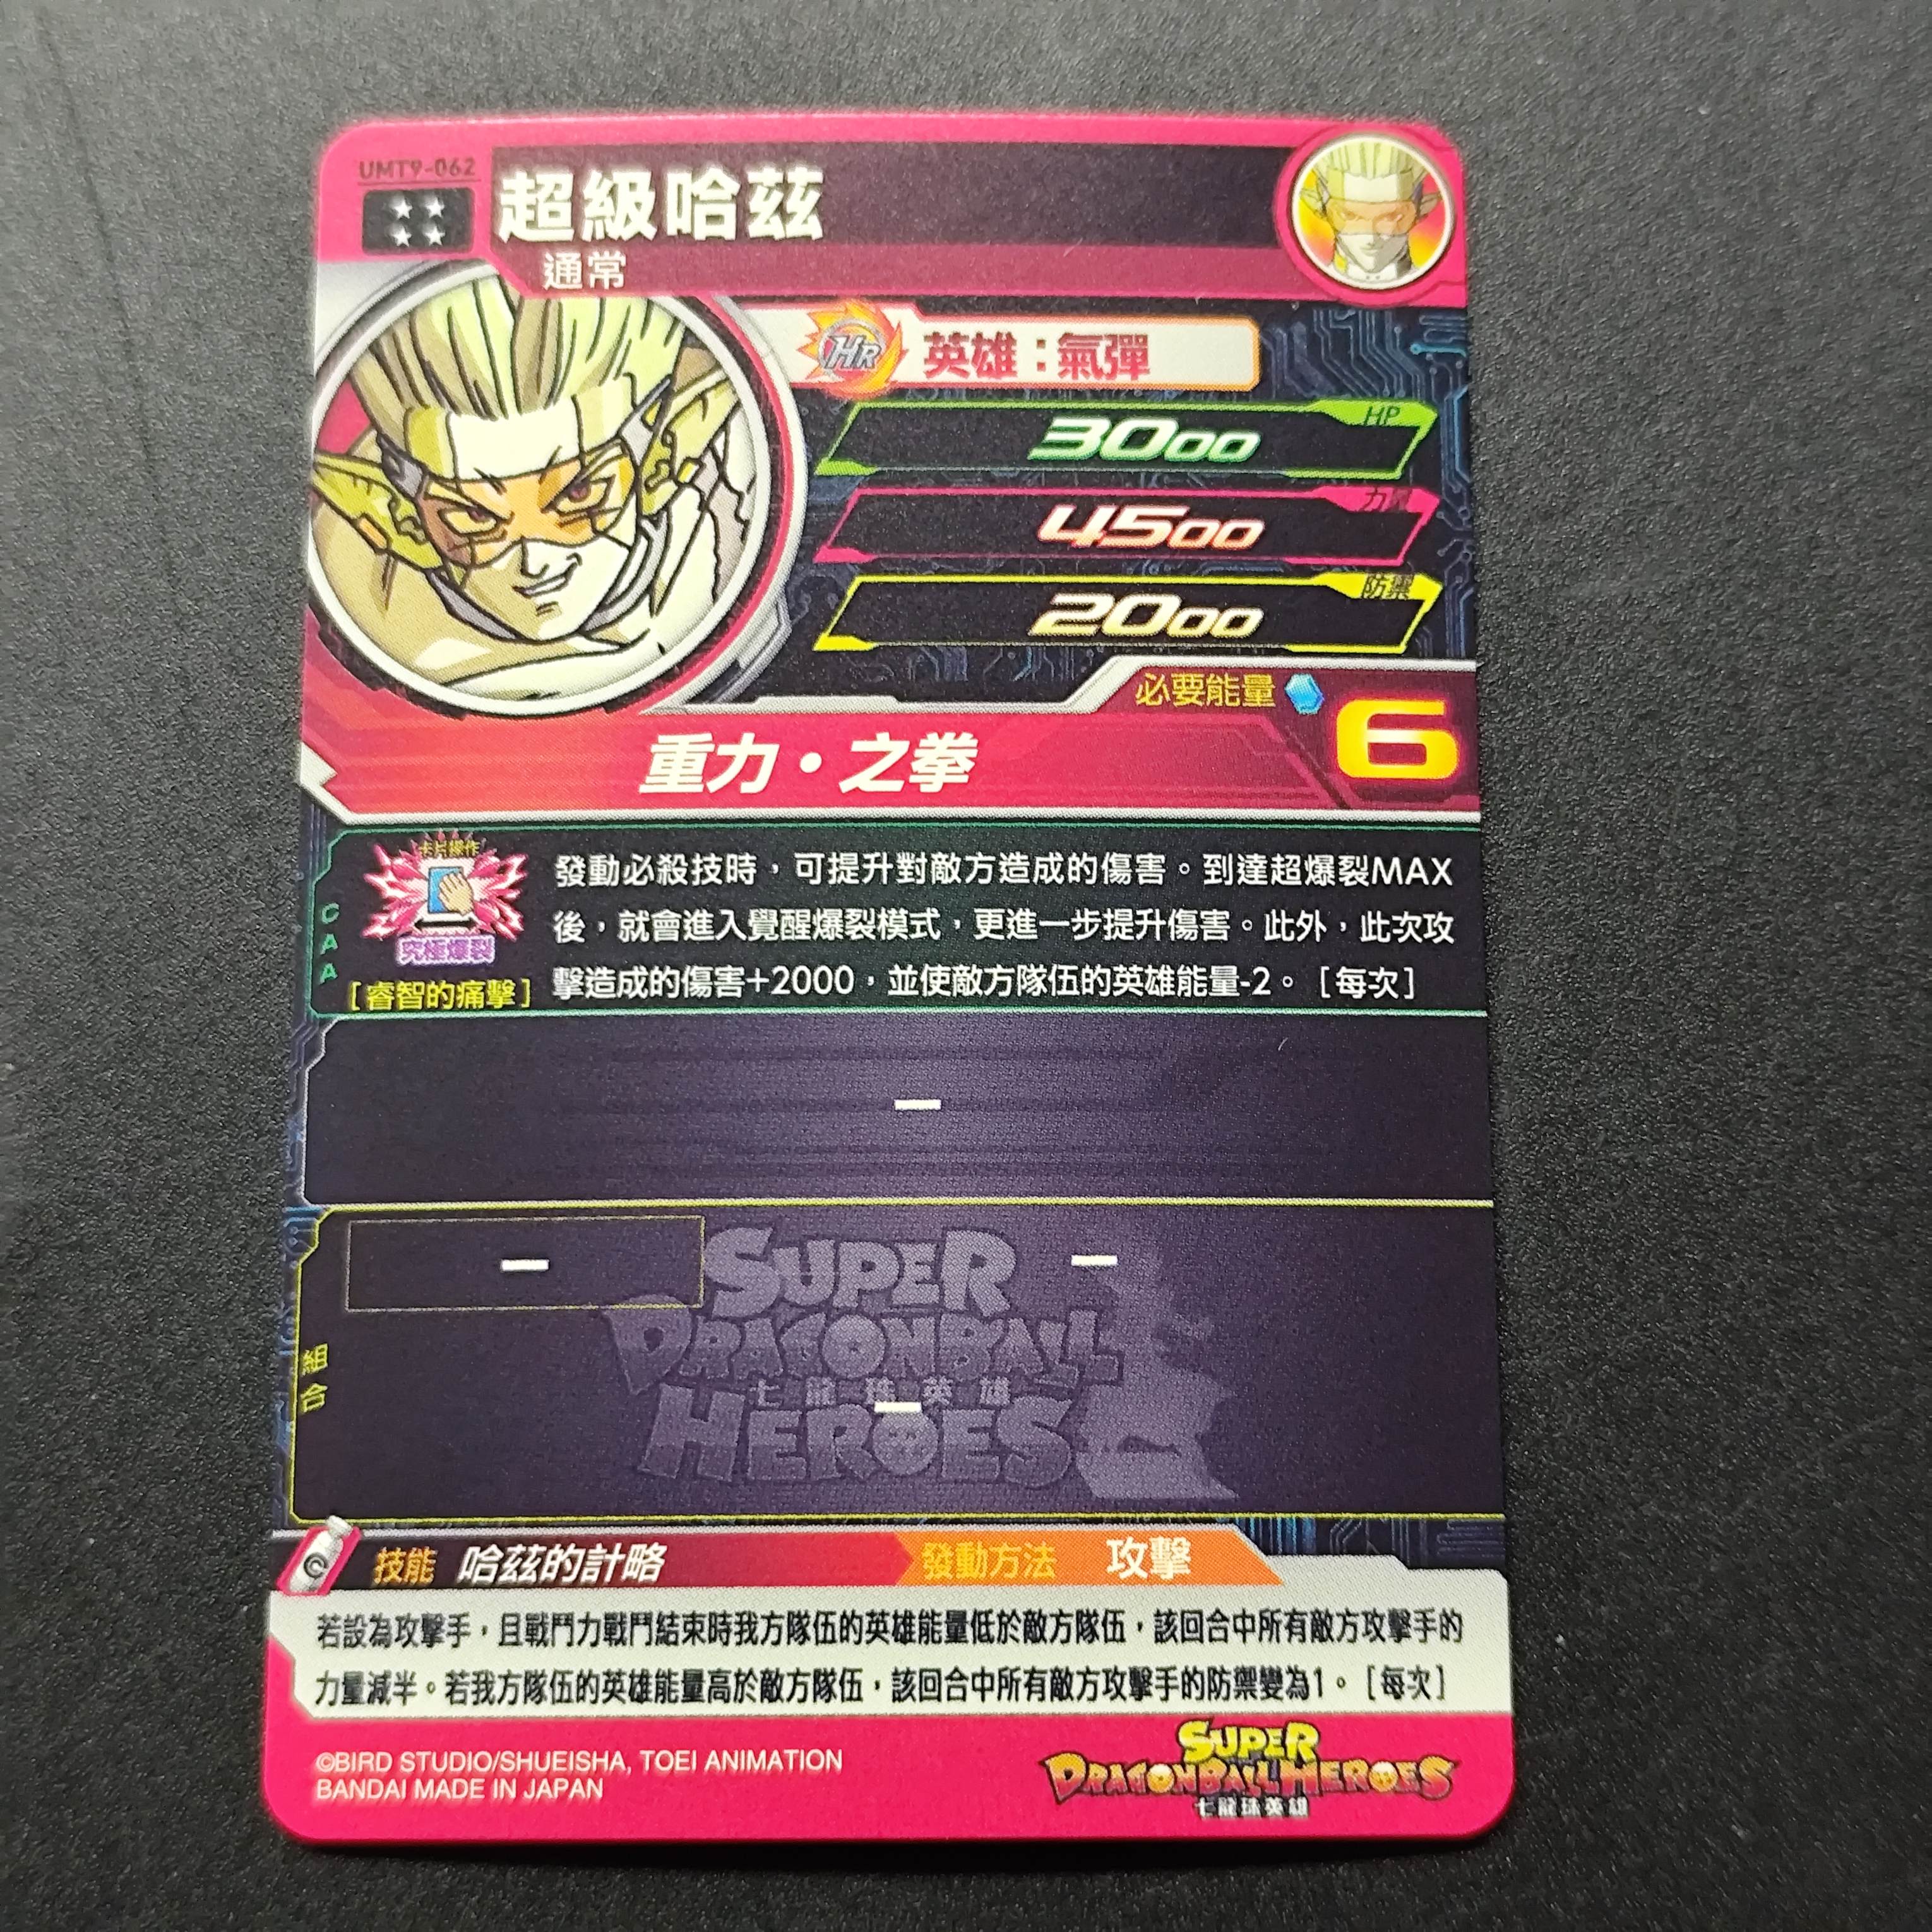 UMT9-062
超級哈茲
通常
HR 英雄：氣彈
HP
3000
力量
4500
防禦
2000
必要能量 6
重力・之拳
CAA
卡片操作
究極爆裂
[睿智的痛擊]
發動必殺技時，可提升對敵方造成的傷害。到達超爆裂MAX
後，就會進入覺醒爆裂模式，更進一步提升傷害。此外，此次攻
擊造成的傷害+2000，並使敵方隊伍的英雄能量-2。［每次］
—
組合
— —
—
SUPER
DRAGONBALL
七龍珠英雄
HEROES
技能 哈茲的計略 發動方法 攻擊
若設為攻擊手，且戰鬥力戰鬥結束時我方隊伍的英雄能量低於敵方隊伍，該回合中所有敵方攻擊手的
力量減半。若我方隊伍的英雄能量高於敵方隊伍，該回合中所有敵方攻擊手的防禦變為1。［每次］
©BIRD STUDIO/SHUEISHA, TOEI ANIMATION
BANDAI MADE IN JAPAN
SUPER
DRAGONBALL HEROES
七龍珠英雄